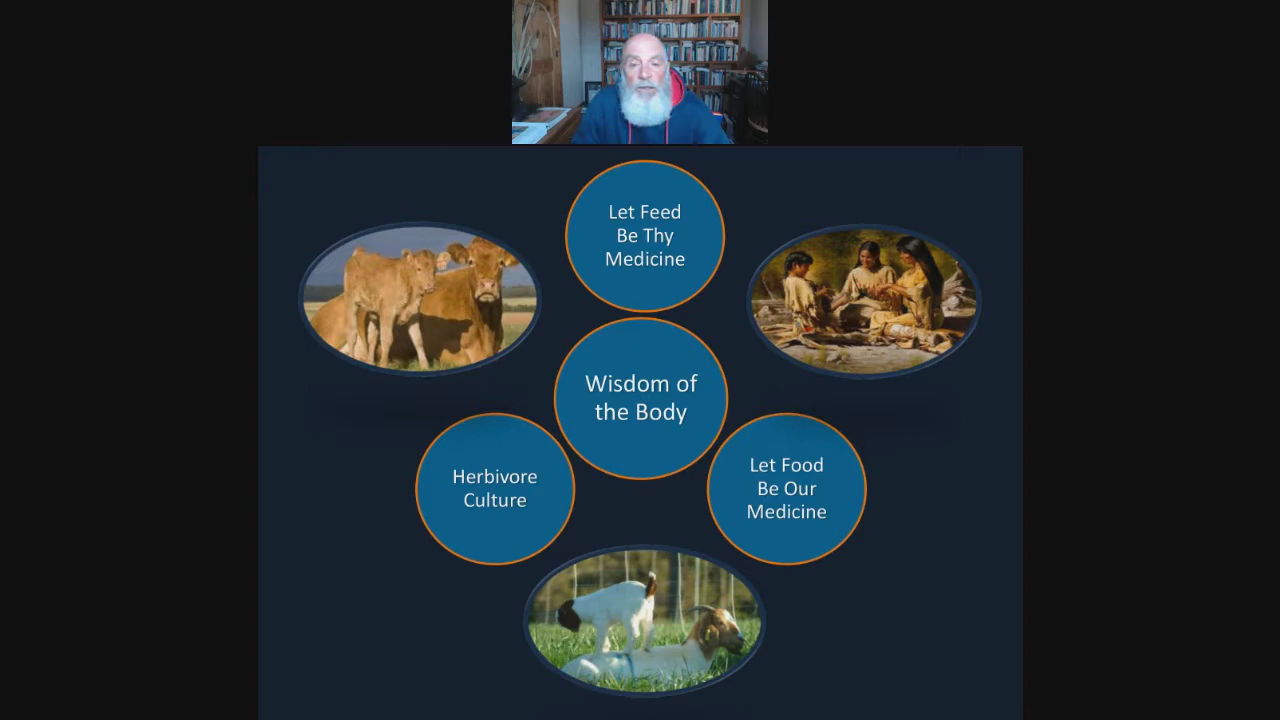 Let Feed
Be Thy
Medicine
Wisdom of
the Body
Herbivore
Culture
Let Food
Be Our
Medicine